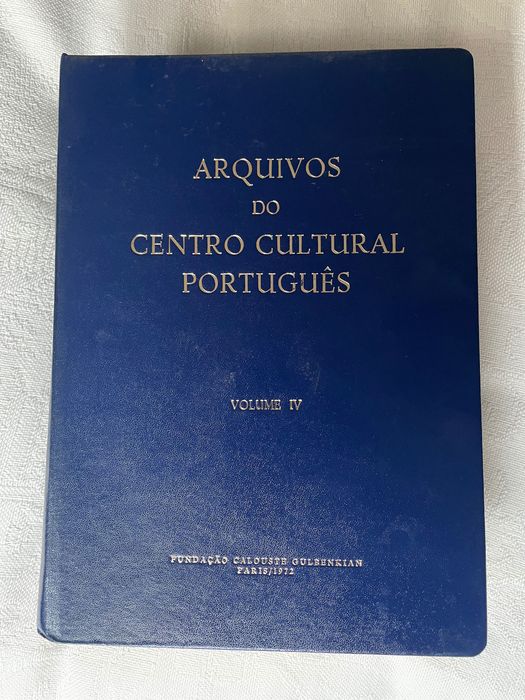 ARQUIVOS
DO
CENTRO CULTURAL
PORTUGUÊS
VOLUME IV
FUNDAÇÃO CALOUSTE GULBENKIAN
PARIS/1972